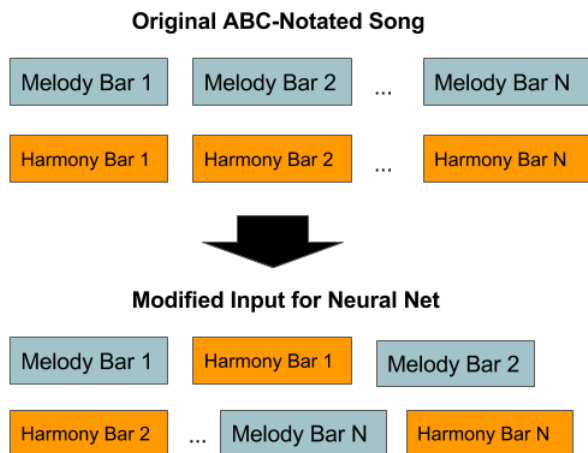 Original ABC-Notated Song
Melody Bar 1 Melody Bar 2 ... Melody Bar N
Harmony Bar 1 Harmony Bar 2 ... Harmony Bar N
Modified Input for Neural Net
Melody Bar 1 Harmony Bar 1 Melody Bar 2
Harmony Bar 2 ... Melody Bar N Harmony Bar N